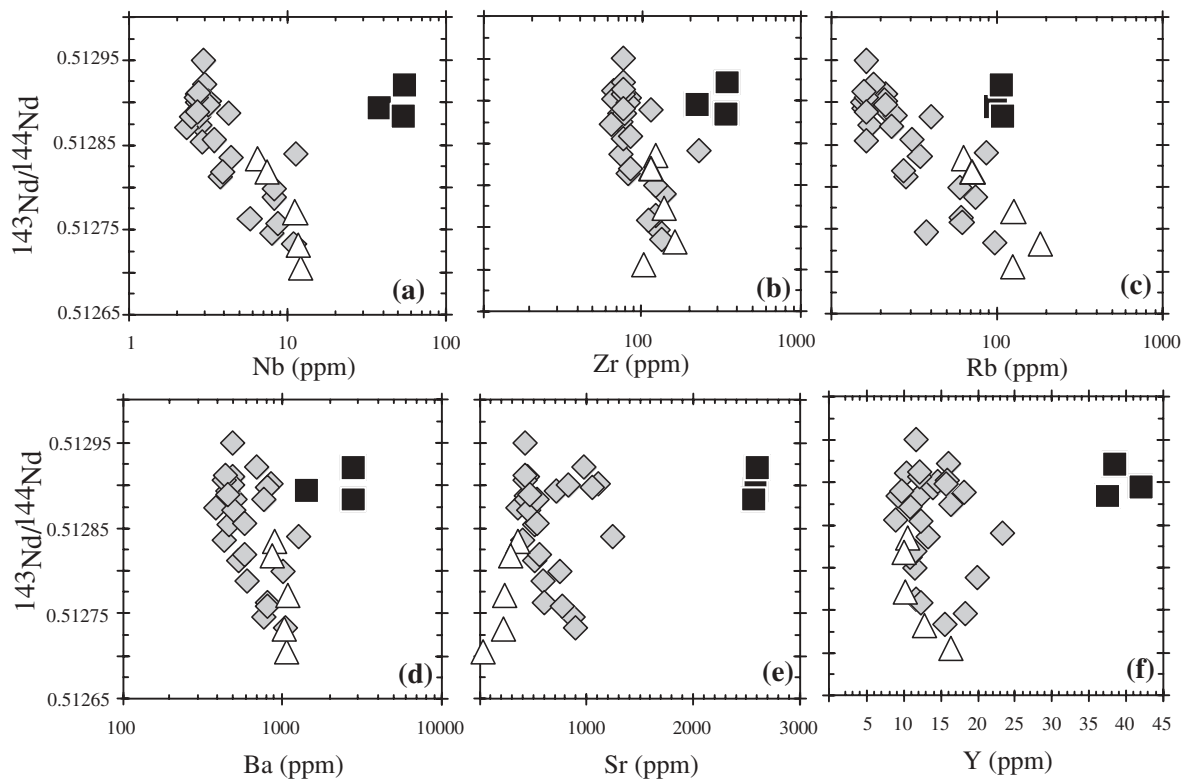 143Nd/144Nd
0.51295
0.51285
0.51275
0.51265
(a)
(b)
(c)
1 10 100
100 1000
100 1000
Nb (ppm)
Zr (ppm)
Rb (ppm)
143Nd/144Nd
0.51295
0.51285
0.51275
0.51265
(d)
(e)
(f)
100 1000 10000
1000 2000 3000
5 10 15 20 25 30 35 40 45
Ba (ppm)
Sr (ppm)
Y (ppm)